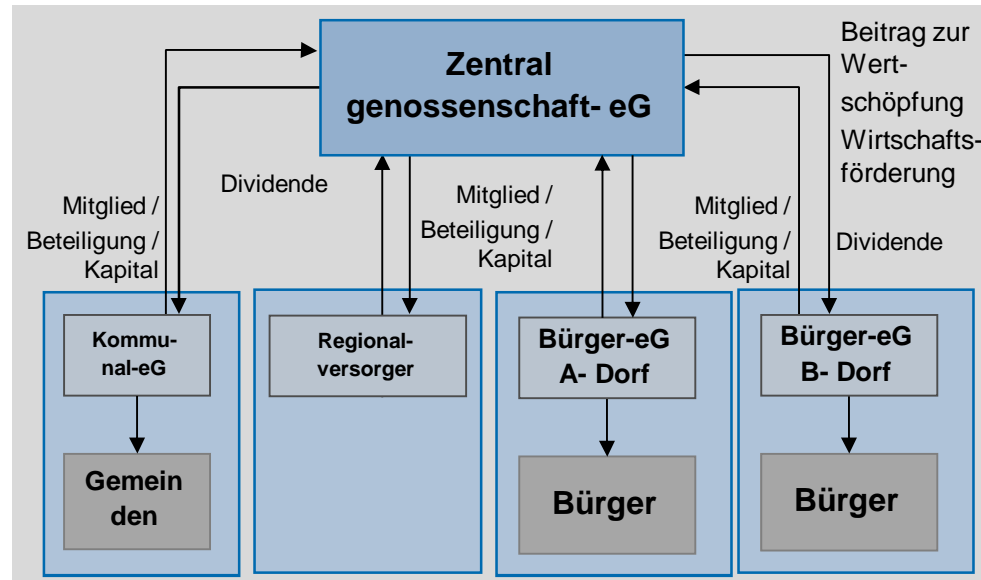 Zentral
genossenschaft- eG
Beitrag zur
Wert-
schöpfung
Wirtschafts-
förderung
Mitglied /
Beteiligung /
Kapital
Dividende
Mitglied /
Beteiligung /
Kapital
Mitglied /
Beteiligung /
Kapital
Dividende
Kommu-
nal-eG
Regional-
versorger
Bürger-eG
A- Dorf
Bürger-eG
B- Dorf
Gemein
den
Bürger
Bürger